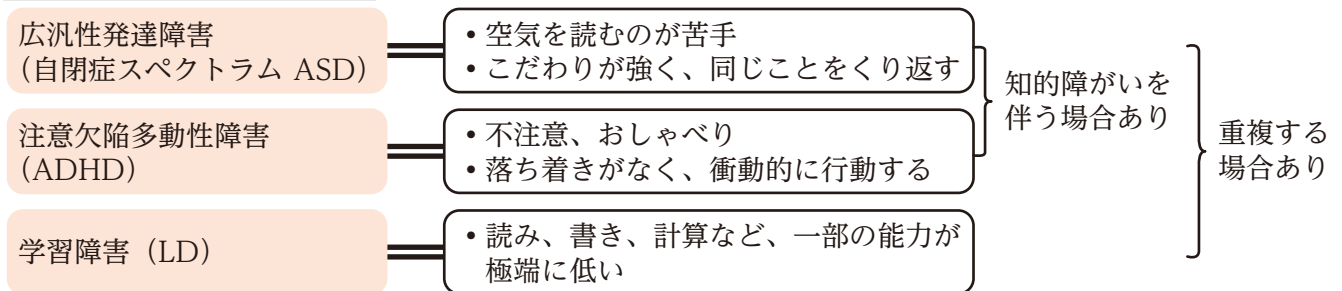 広汎性発達障害
（自閉症スペクトラム ASD）
• 空気を読むのが苦手
• こだわりが強く、同じことをくり返す
注意欠陥多動性障害
（ADHD）
• 不注意、おしゃべり
• 落ち着きがなく、衝動的に行動する
学習障害（LD）
• 読み、書き、計算など、一部の能力が
極端に低い
知的障がいを
伴う場合あり
重複する
場合あり